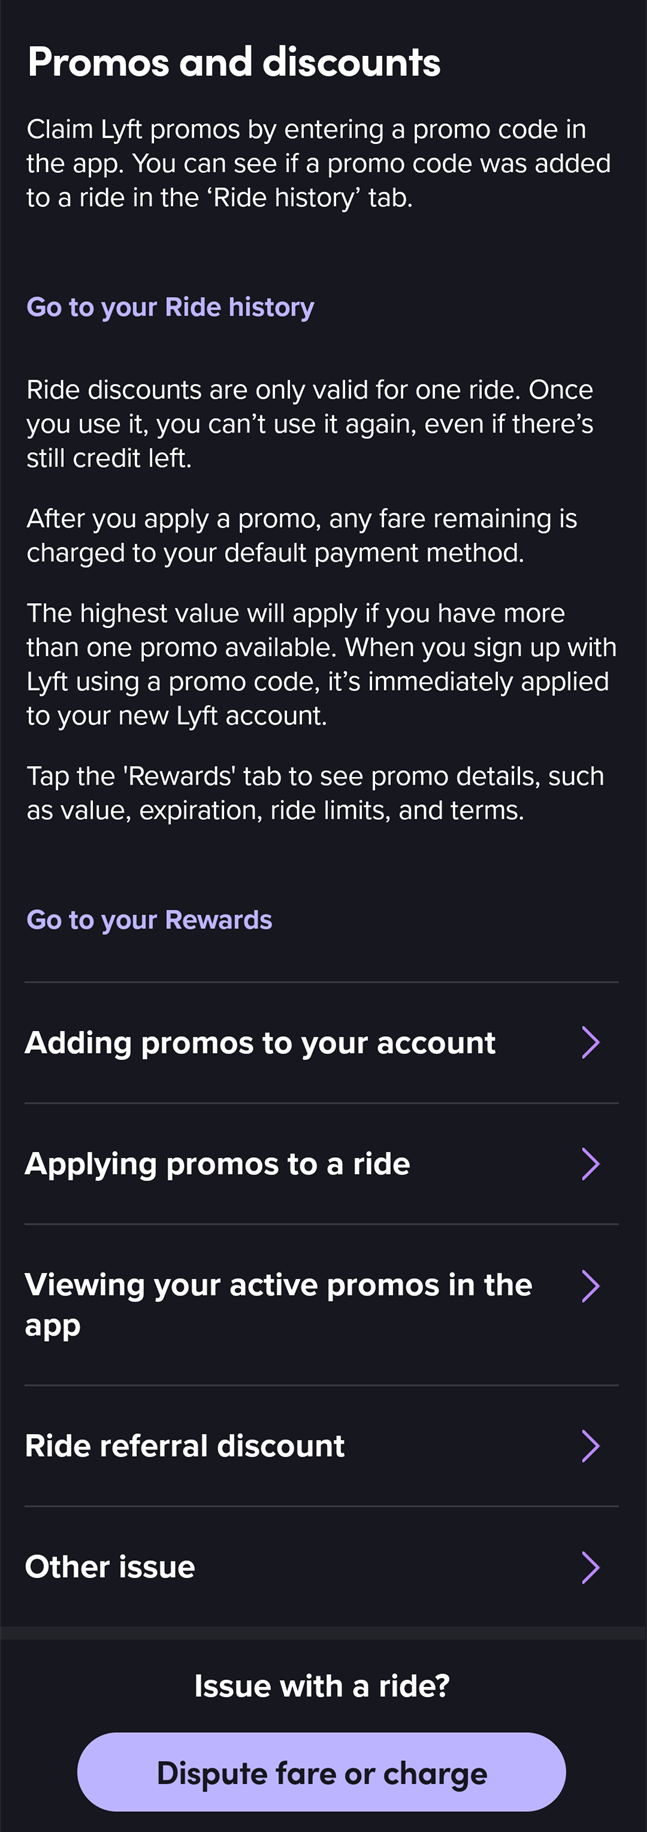 Promos and discounts
Claim Lyft promos by entering a promo code in
the app. You can see if a promo code was added
to a ride in the ‘Ride history’ tab.
Go to your Ride history
Ride discounts are only valid for one ride. Once
you use it, you can’t use it again, even if there’s
still credit left.
After you apply a promo, any fare remaining is
charged to your default payment method.
The highest value will apply if you have more
than one promo available. When you sign up with
Lyft using a promo code, it’s immediately applied
to your new Lyft account.
Tap the 'Rewards' tab to see promo details, such
as value, expiration, ride limits, and terms.
Go to your Rewards
Adding promos to your account
Applying promos to a ride
Viewing your active promos in the
app
Ride referral discount
Other issue
Issue with a ride?
Dispute fare or charge